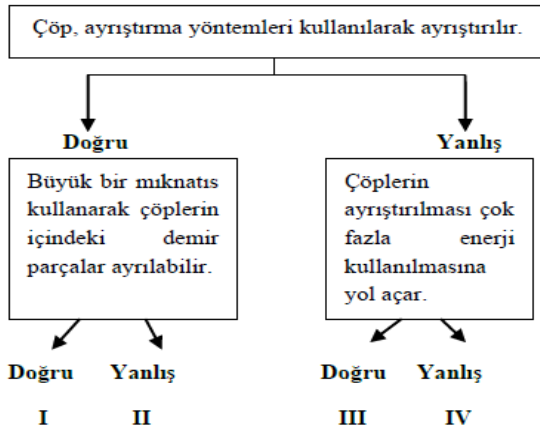 Çöp, ayrıştırma yöntemleri kullanılarak ayrıştırılır.
Doğru Yanlış
Büyük bir mıknatıs
kullanarak çöplerin
içindeki demir
parçalar ayrılabilir.
Çöplerin
ayrıştırılması çok
fazla enerji
kullanılmasına
yol açar.
Doğru Yanlış Doğru Yanlış
I II III IV